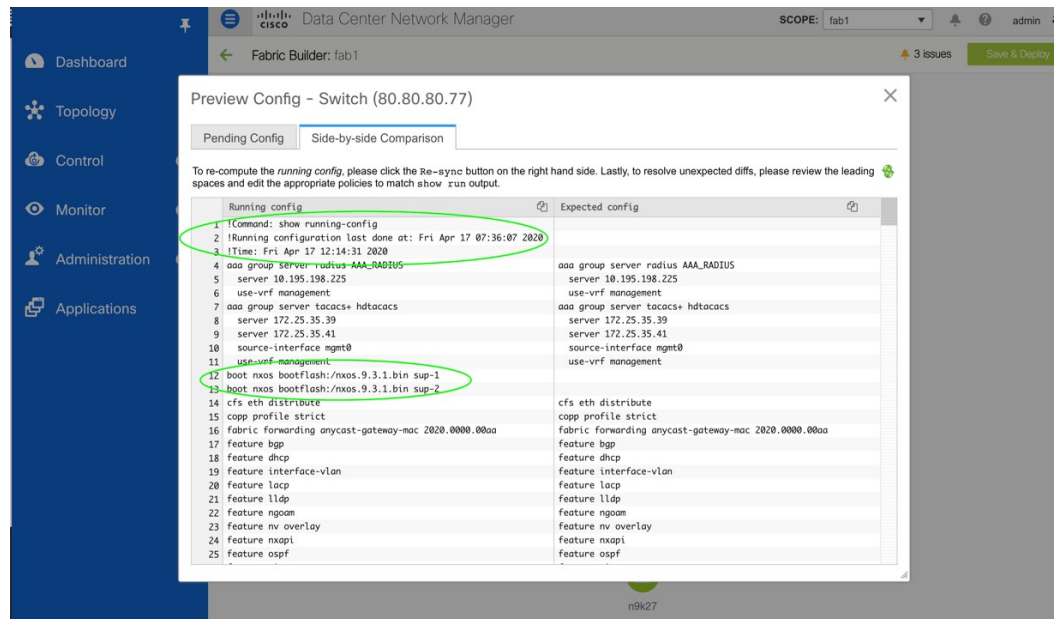 cisco Data Center Network Manager
SCOPE: fab1
admin
Fabric Builder: fab1
3 issues
Save & Deploy
Dashboard
Topology
Control
Monitor
Administration
Applications
Preview Config - Switch (80.80.80.77)
Pending Config
Side-by-side Comparison
To re-compute the running config, please click the Re-sync button on the right hand side. Lastly, to resolve unexpected diffs, please review the leading
spaces and edit the appropriate policies to match show run output.
Running config Expected config
1 !Command: show running-config
2 !Running configuration last done at: Fri Apr 17 07:36:07 2020
3 !Time: Fri Apr 17 12:14:31 2020
4 aaa group server radius AAA_RADIUS aaa group server radius AAA_RADIUS
5 server 10.195.198.225 server 10.195.198.225
6 use-vrf management use-vrf management
7 aaa group server tacacs+ hdtacacs aaa group server tacacs+ hdtacacs
8 server 172.25.35.39 server 172.25.35.39
9 server 172.25.35.41 server 172.25.35.41
10 source-interface mgmt0 source-interface mgmt0
11 use-vrf management use-vrf management
12 boot nxos bootflash:/nxos.9.3.1.bin sup-1
13 boot nxos bootflash:/nxos.9.3.1.bin sup-2
14 cfs eth distribute cfs eth distribute
15 copp profile strict copp profile strict
16 fabric forwarding anycast-gateway-mac 2020.0000.00aa fabric forwarding anycast-gateway-mac 2020.0000.00aa
17 feature bgp feature bgp
18 feature dhcp feature dhcp
19 feature interface-vlan feature interface-vlan
20 feature lacp feature lacp
21 feature lldp feature lldp
22 feature ngoam feature ngoam
23 feature nv overlay feature nv overlay
24 feature nxapi feature nxapi
25 feature ospf feature ospf
n9k27